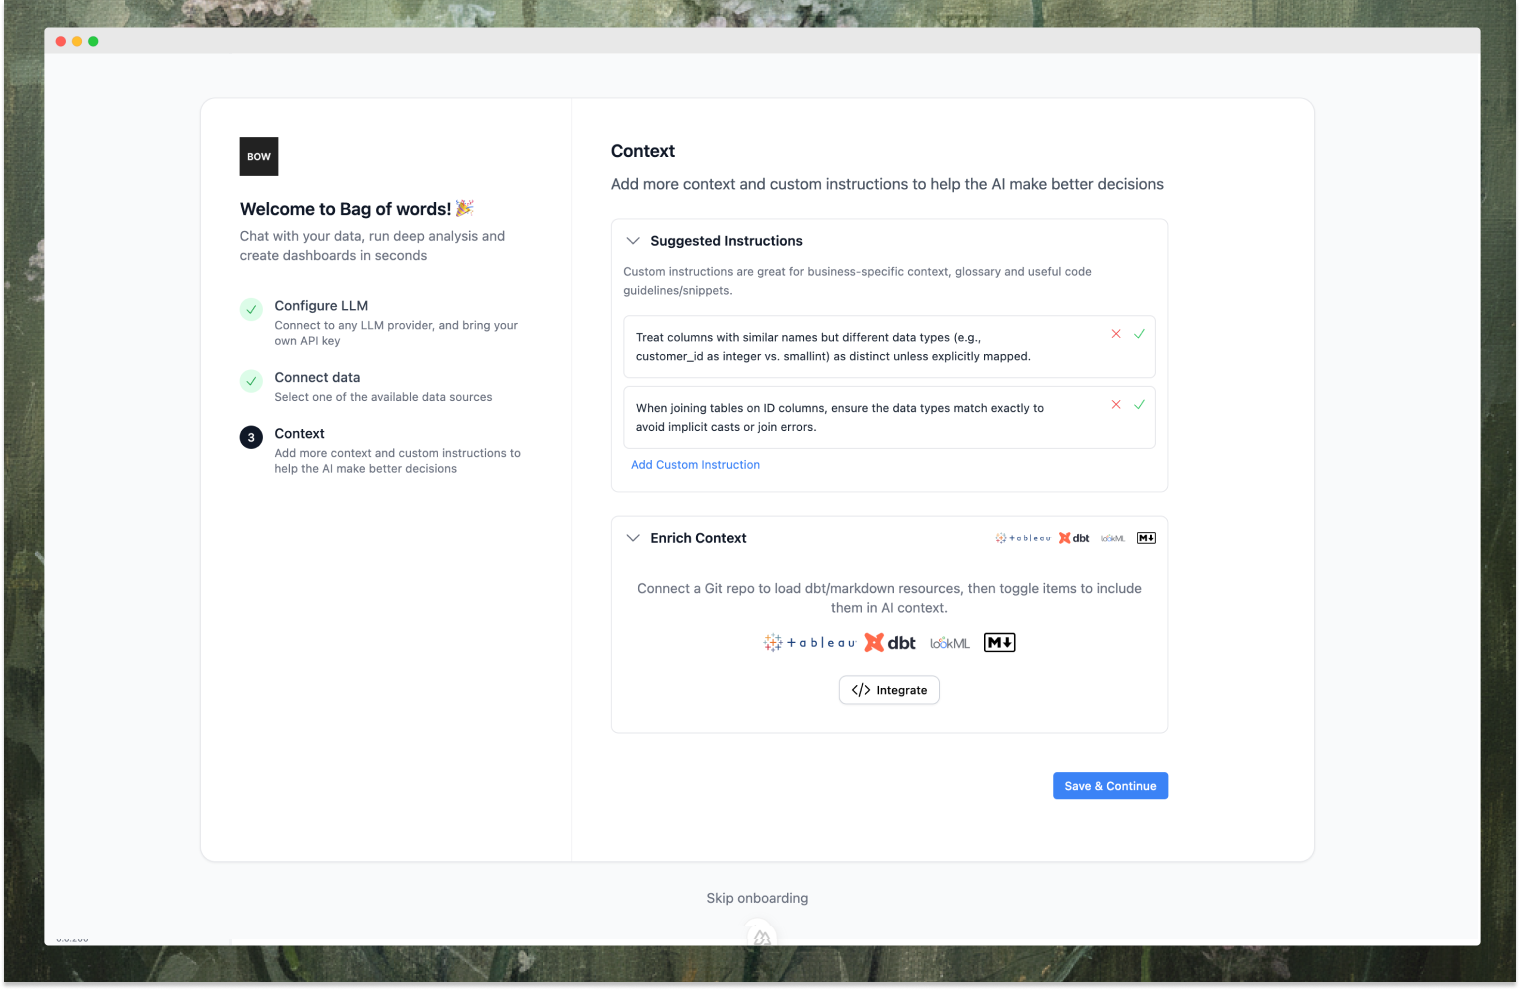 BOW
Welcome to Bag of words! 🎉
Chat with your data, run deep analysis and
create dashboards in seconds
Configure LLM
Connect to any LLM provider, and bring your
own API key
Connect data
Select one of the available data sources
3
Context
Add more context and custom instructions to
help the AI make better decisions
Context
Add more context and custom instructions to help the AI make better decisions
Suggested Instructions
Custom instructions are great for business-specific context, glossary and useful code
guidelines/snippets.
Treat columns with similar names but different data types (e.g.,
customer_id as integer vs. smallint) as distinct unless explicitly mapped.
When joining tables on ID columns, ensure the data types match exactly to
avoid implicit casts or join errors.
Add Custom Instruction
Enrich Context
+ableau dbt lookML M↓
Connect a Git repo to load dbt/markdown resources, then toggle items to include
them in AI context.
+ableau dbt lookML M↓
</> Integrate
Save & Continue
Skip onboarding